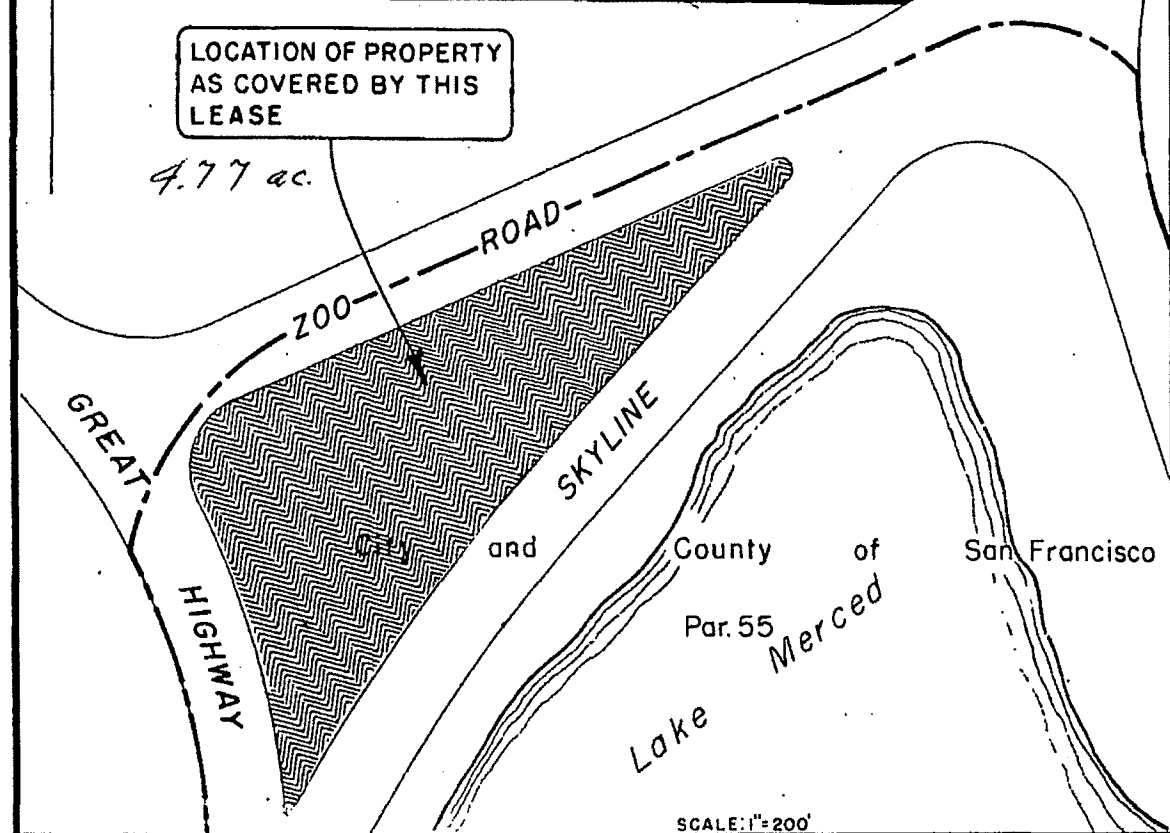 LOCATION OF PROPERTY
AS COVERED BY THIS
LEASE
4.77 ac.
ZOO ROAD
GREAT HIGHWAY
SKYLINE
City and County of San Francisco
Par. 55
Lake Merced
SCALE: 1"=200'